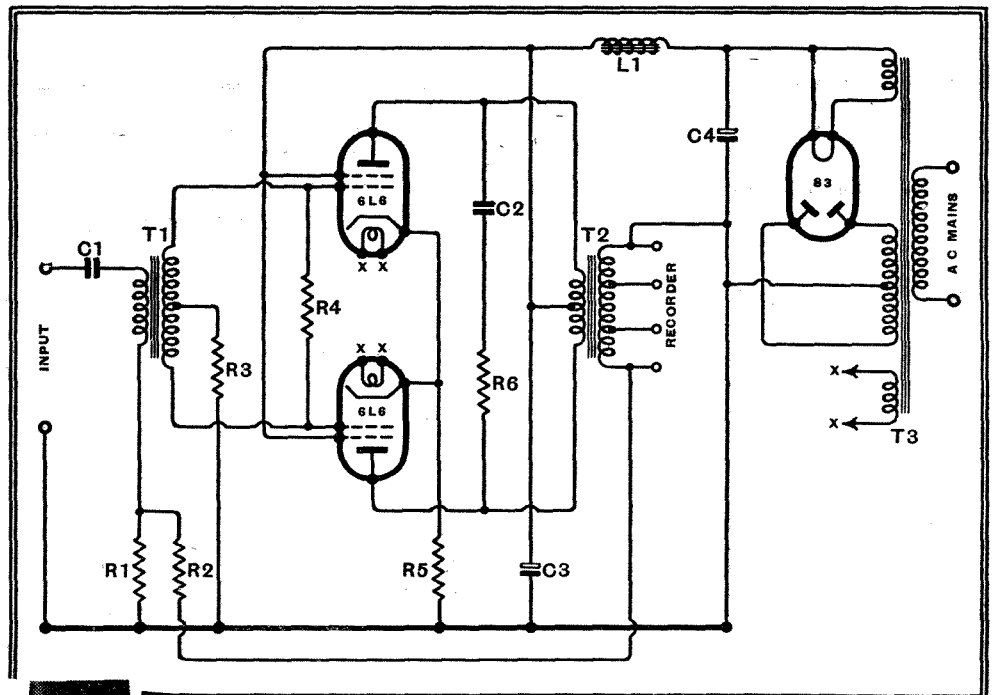 L1
C4
83
6L6
C2
AC MAINS
T1
T2
C1
R4
RECORDER
INPUT
R3
X X
X X
6L6
R6
X
X
T3
R1
R2
R5
C3